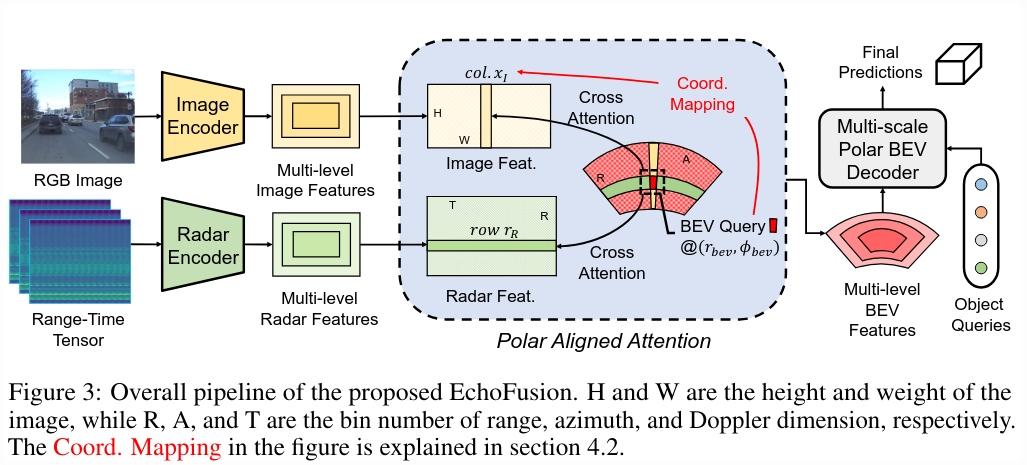 RGB Image
Image
Encoder
Multi-level
Image Features
Range-Time
Tensor
Radar
Encoder
Multi-level
Radar Features
col. x_I
H
W
Image Feat.
Cross
Attention
Coord.
Mapping
R
A
BEV Query
@(r_bev, ϕ_bev)
T
R
row r_R
Radar Feat.
Cross
Attention
Polar Aligned Attention
Final
Predictions
Multi-scale
Polar BEV
Decoder
Multi-level
BEV
Features
Object
Queries
Figure 3: Overall pipeline of the proposed EchoFusion. H and W are the height and weight of the
image, while R, A, and T are the bin number of range, azimuth, and Doppler dimension, respectively.
The Coord. Mapping in the figure is explained in section 4.2.